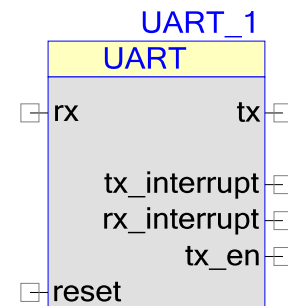 UART_1
UART
rx tx
tx_interrupt
rx_interrupt
tx_en
reset